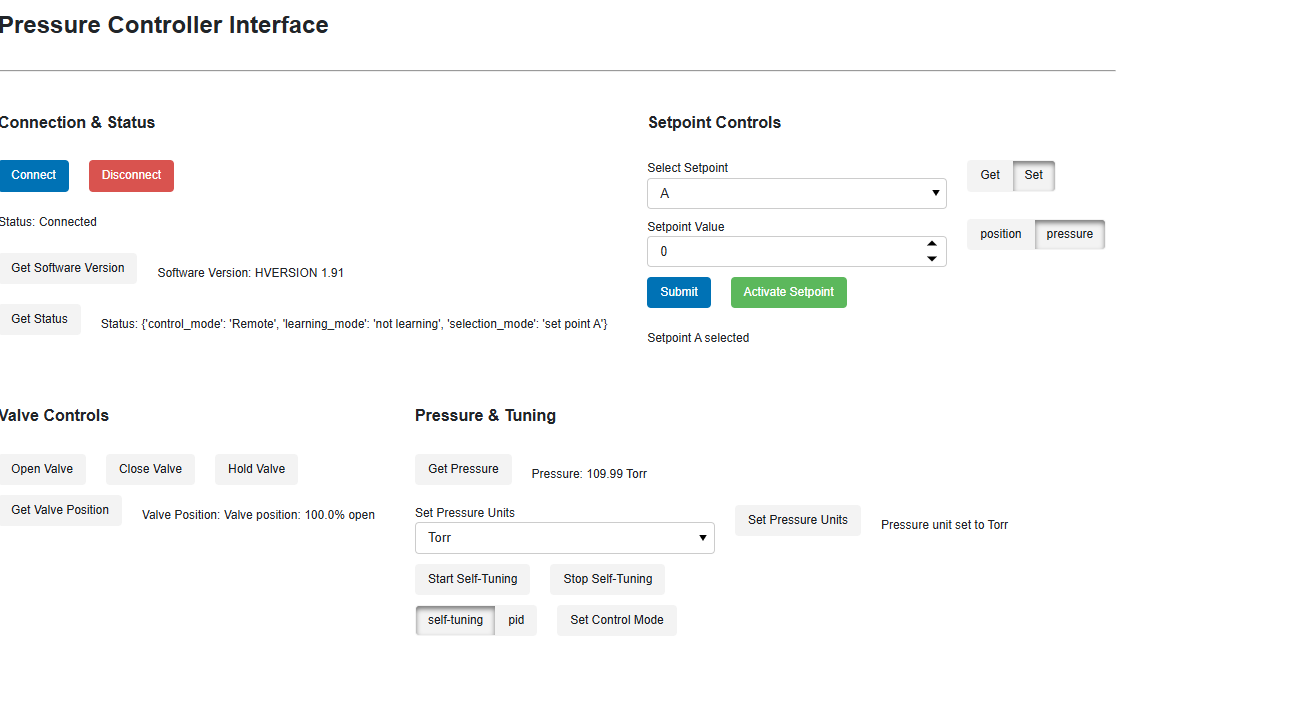 Pressure Controller Interface
Connection & Status
Connect Disconnect
Status: Connected
Get Software Version Software Version: HVERSION 1.91
Get Status Status: {'control_mode': 'Remote', 'learning_mode': 'not learning', 'selection_mode': 'set point A'}
Setpoint Controls
Select Setpoint
A Get Set
Setpoint Value
0 position pressure
Submit Activate Setpoint
Setpoint A selected
Valve Controls
Open Valve Close Valve Hold Valve
Get Valve Position Valve Position: Valve position: 100.0% open
Pressure & Tuning
Get Pressure Pressure: 109.99 Torr
Set Pressure Units
Torr Set Pressure Units Pressure unit set to Torr
Start Self-Tuning Stop Self-Tuning
self-tuning pid Set Control Mode